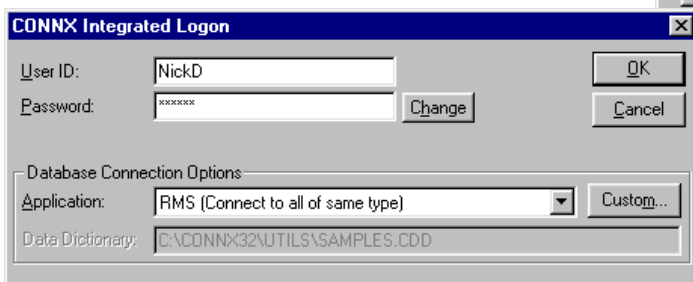 CONNX Integrated Logon
User ID: NickD OK
Password: ****** Change Cancel
Database Connection Options
Application: RMS (Connect to all of same type) Custom...
Data Dictionary: C:\CONNX32\UTILS\SAMPLES.CDD